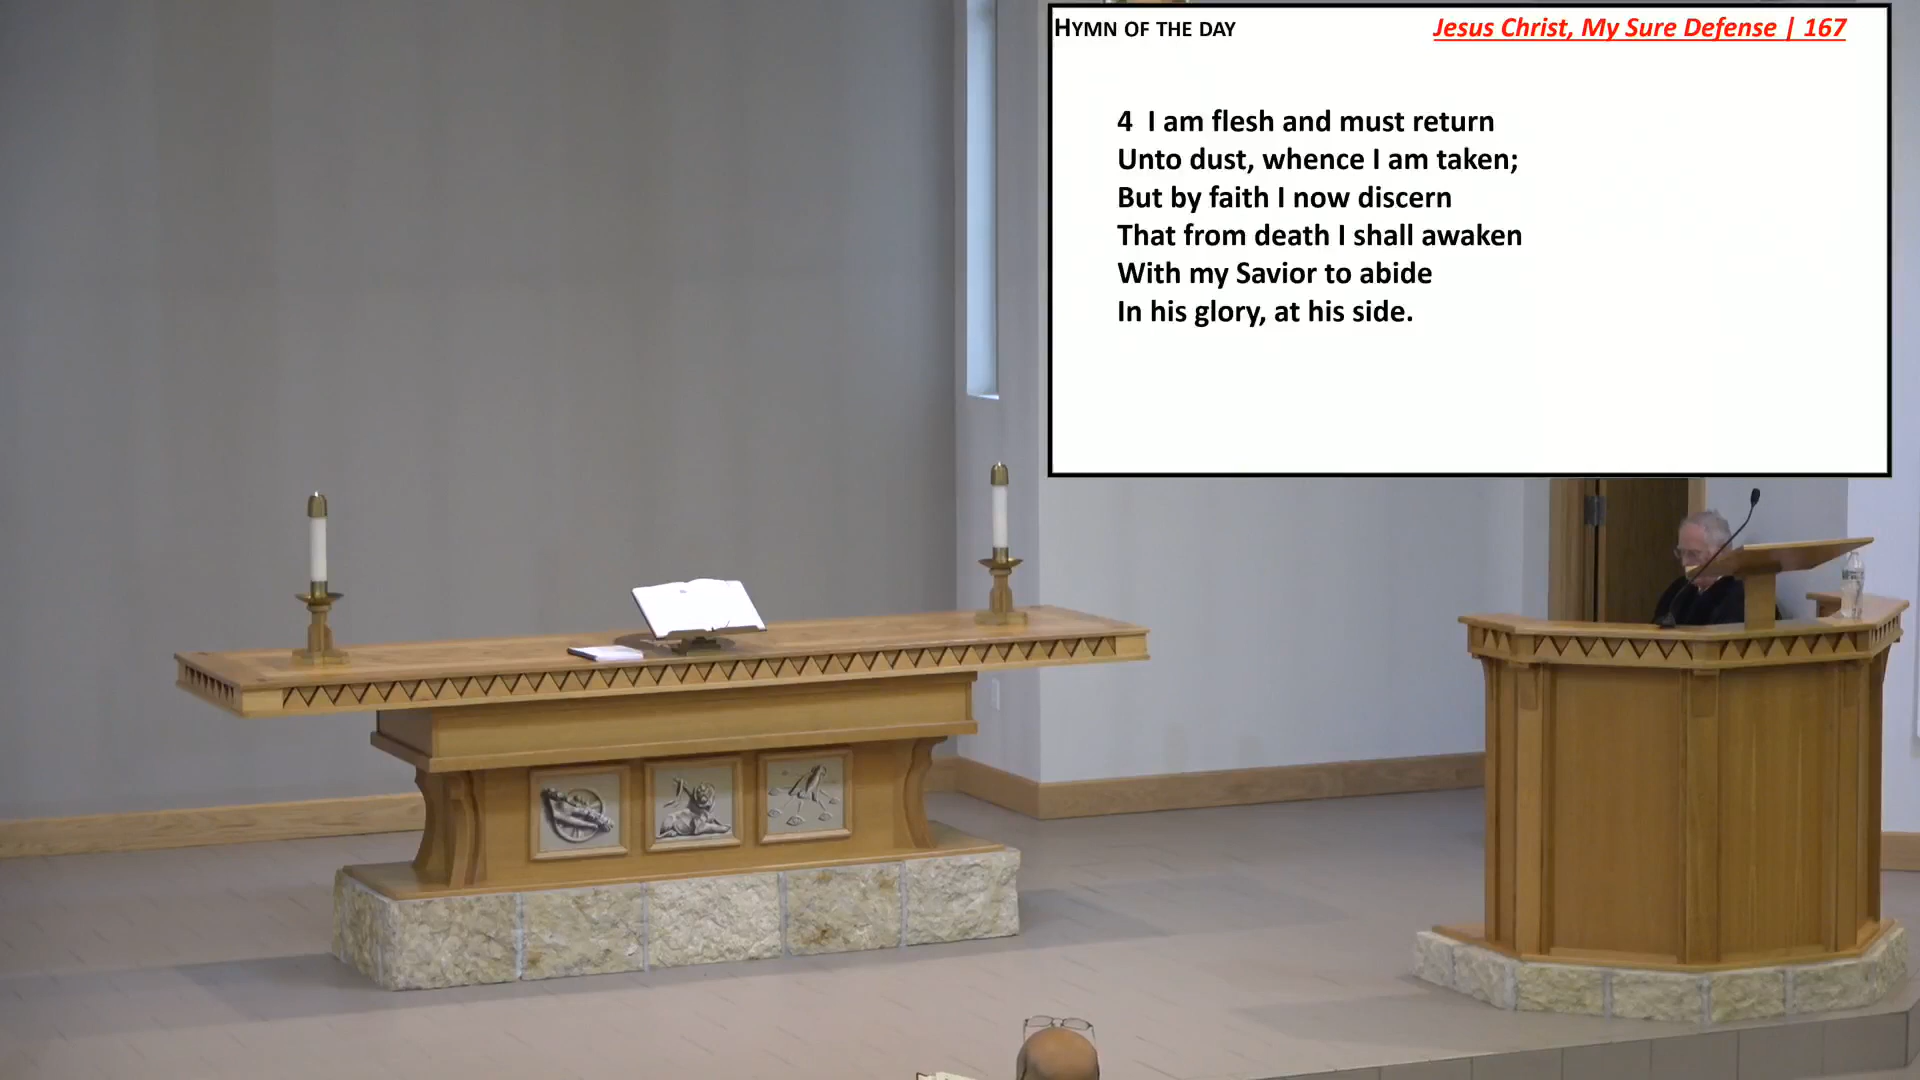 HYMN OF THE DAY
Jesus Christ, My Sure Defense | 167
4 I am flesh and must return
Unto dust, whence I am taken;
But by faith I now discern
That from death I shall awaken
With my Savior to abide
In his glory, at his side.